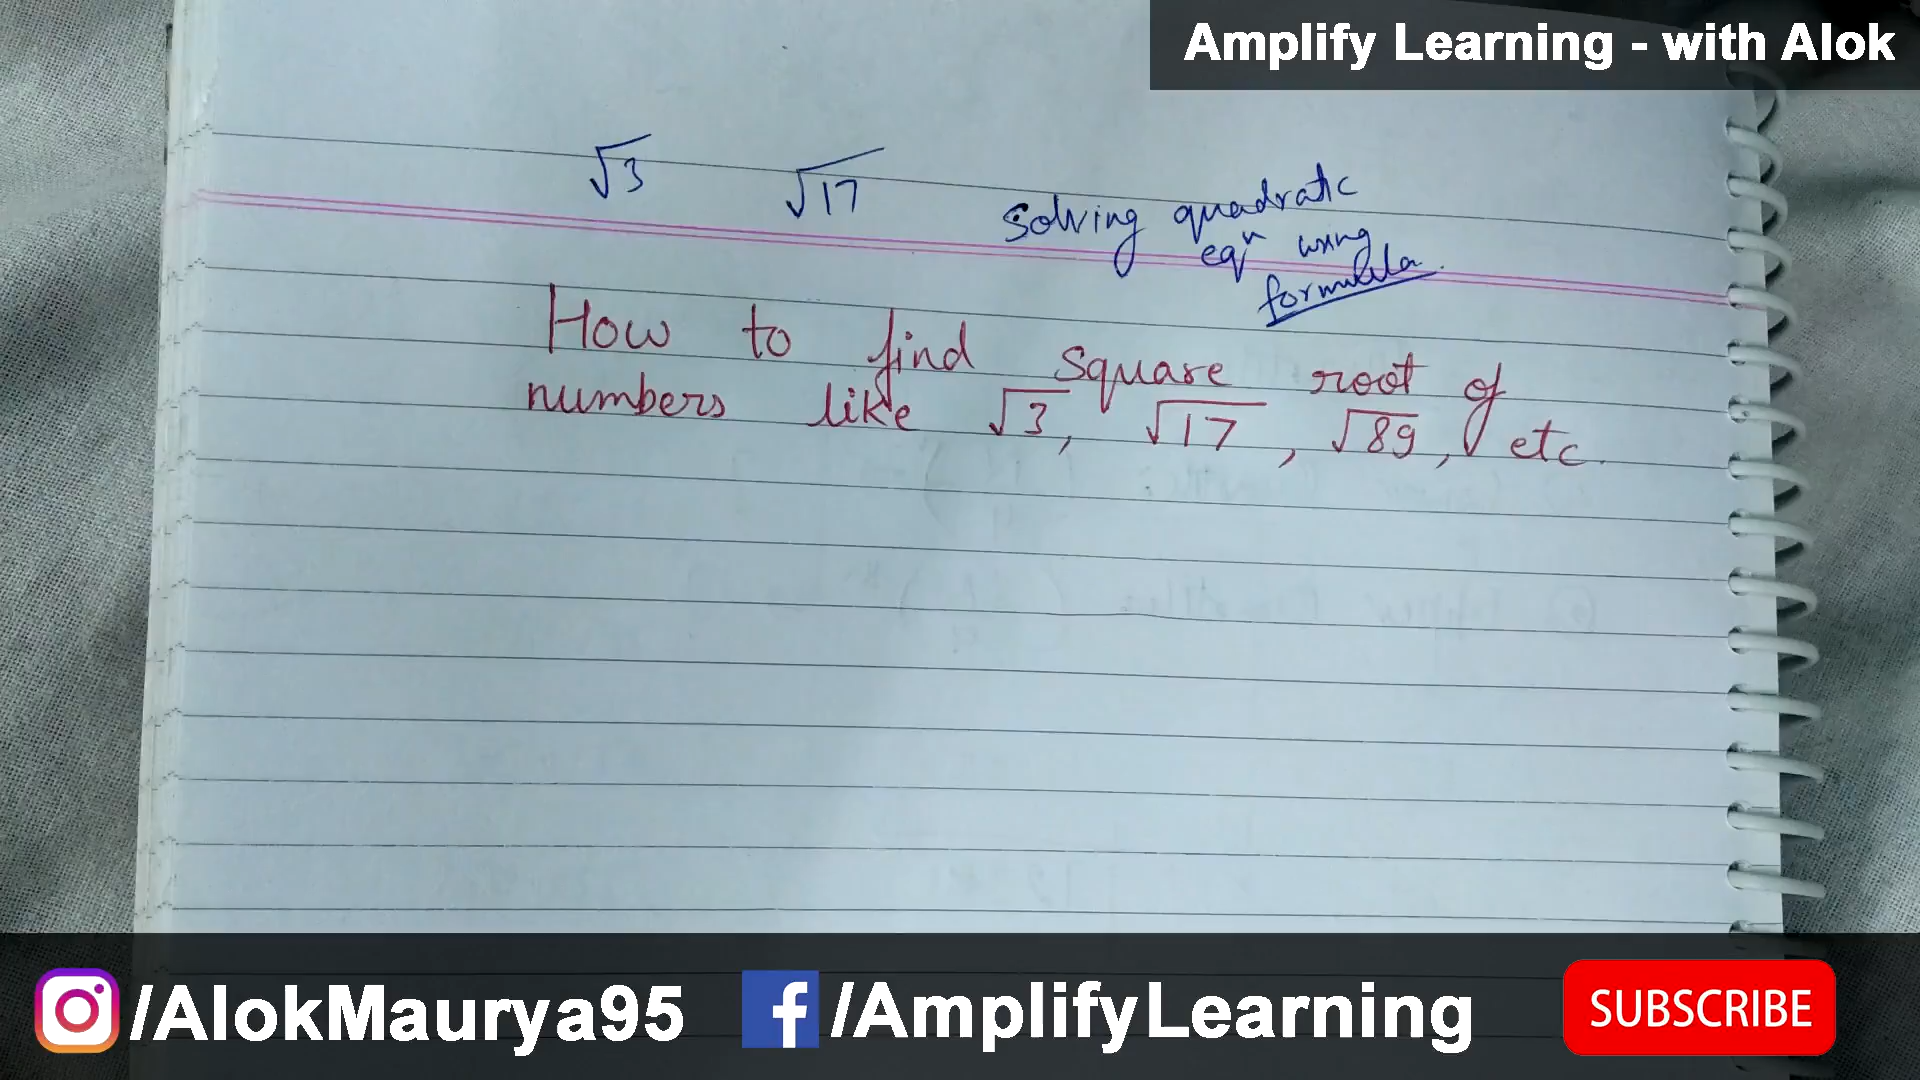 Amplify Learning - with Alok
√3 √17 Solving quadratic
eqⁿ using
formula.
How to find square root of
numbers like √3, √17, √89, etc.
/AlokMaurya95 /AmplifyLearning SUBSCRIBE